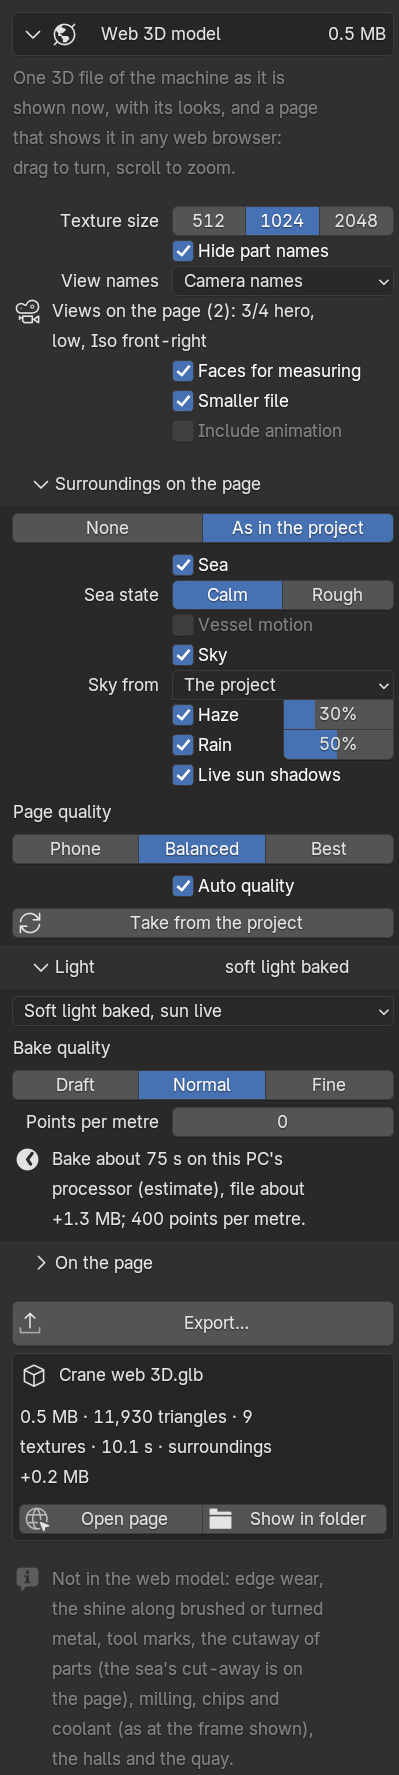 Web 3D model 0.5 MB
One 3D file of the machine as it is
shown now, with its looks, and a page
that shows it in any web browser:
drag to turn, scroll to zoom.
Texture size 512 1024 2048
Hide part names
View names Camera names
Views on the page (2): 3/4 hero,
low, Iso front-right
Faces for measuring
Smaller file
Include animation
Surroundings on the page
None As in the project
Sea
Sea state Calm Rough
Vessel motion
Sky
Sky from The project
Haze 30%
Rain 50%
Live sun shadows
Page quality
Phone Balanced Best
Auto quality
Take from the project
Light soft light baked
Soft light baked, sun live
Bake quality
Draft Normal Fine
Points per metre 0
Bake about 75 s on this PC's
processor (estimate), file about
+1.3 MB; 400 points per metre.
On the page
Export...
Crane web 3D.glb
0.5 MB · 11,930 triangles · 9
textures · 10.1 s · surroundings
+0.2 MB
Open page Show in folder
Not in the web model: edge wear,
the shine along brushed or turned
metal, tool marks, the cutaway of
parts (the sea's cut-away is on
the page), milling, chips and
coolant (as at the frame shown),
the halls and the quay.